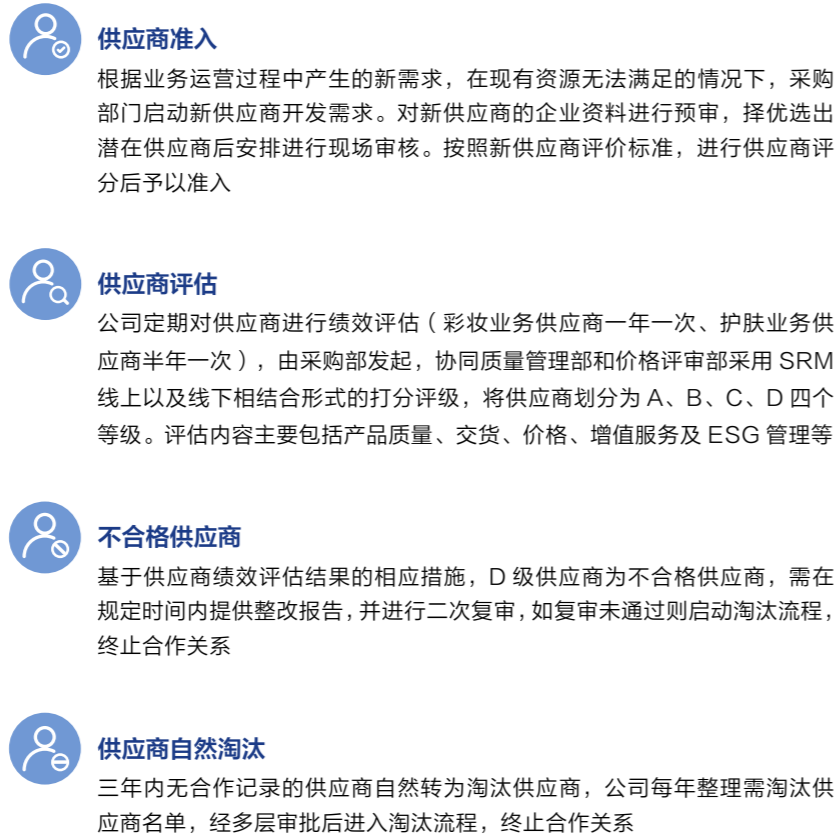 供应商准入
根据业务运营过程中产生的新需求，在现有资源无法满足的情况下，采购
部门启动新供应商开发需求。对新供应商的企业资料进行预审，择优选出
潜在供应商后安排进行现场审核。按照新供应商评价标准，进行供应商评
分后予以准入
供应商评估
公司定期对供应商进行绩效评估（彩妆业务供应商一年一次、护肤业务供
应商半年一次），由采购部发起，协同质量管理部和价格评审部采用 SRM
线上以及线下相结合形式的打分评级，将供应商划分为 A、B、C、D 四个
等级。评估内容主要包括产品质量、交货、价格、增值服务及 ESG 管理等
不合格供应商
基于供应商绩效评估结果的相应措施，D 级供应商为不合格供应商，需在
规定时间内提供整改报告，并进行二次复审，如复审未通过则启动淘汰流程，
终止合作关系
供应商自然淘汰
三年内无合作记录的供应商自然转为淘汰供应商，公司每年整理需淘汰供
应商名单，经多层审批后进入淘汰流程，终止合作关系